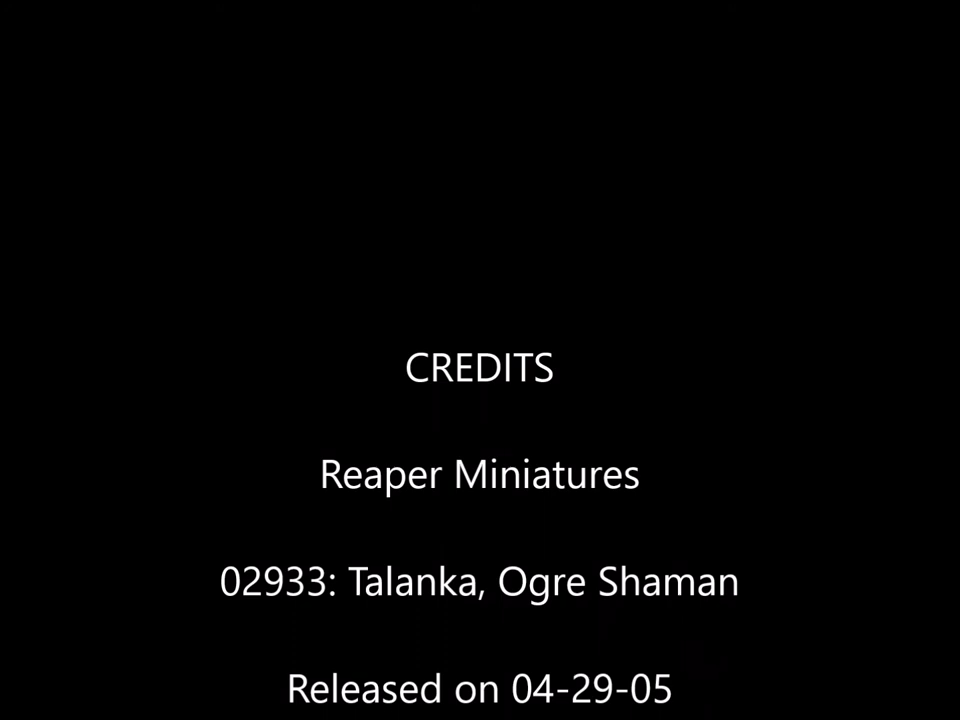 CREDITS
Reaper Miniatures
02933: Talanka, Ogre Shaman
Released on 04-29-05